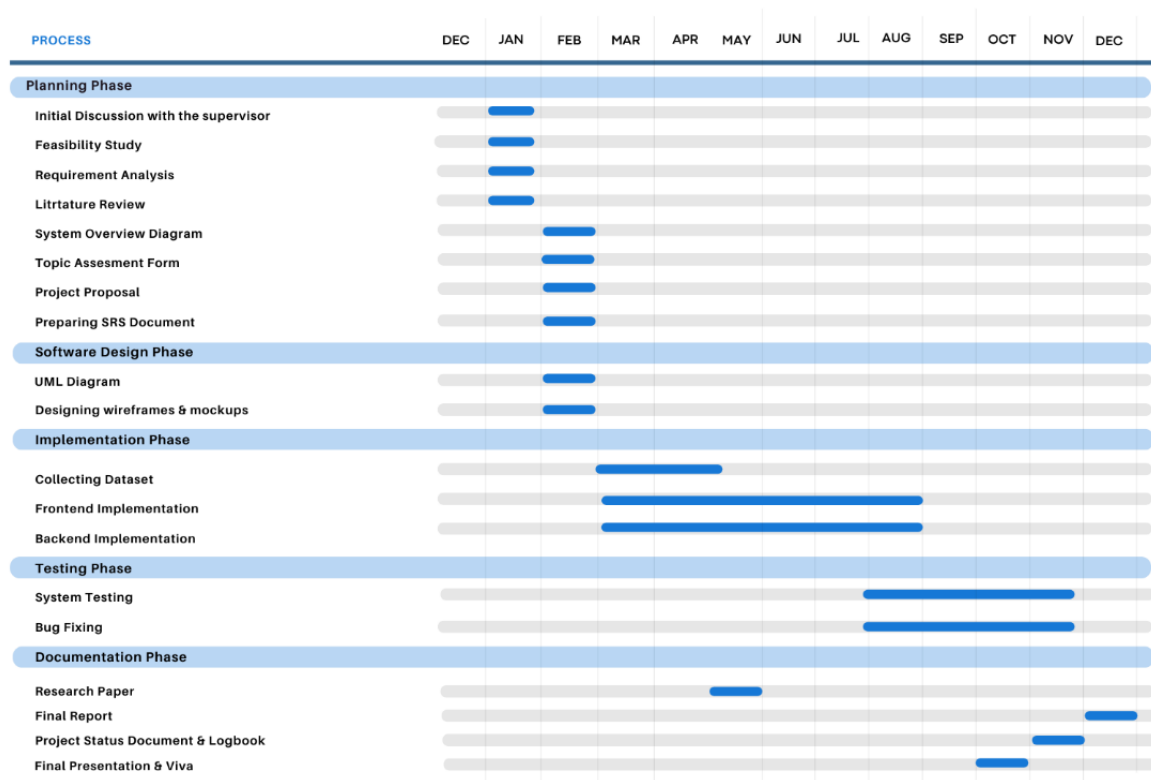 PROCESS DEC JAN FEB MAR APR MAY JUN JUL AUG SEP OCT NOV DEC
Planning Phase
Initial Discussion with the supervisor
Feasibility Study
Requirement Analysis
Litrtature Review
System Overview Diagram
Topic Assesment Form
Project Proposal
Preparing SRS Document
Software Design Phase
UML Diagram
Designing wireframes & mockups
Implementation Phase
Collecting Dataset
Frontend Implementation
Backend Implementation
Testing Phase
System Testing
Bug Fixing
Documentation Phase
Research Paper
Final Report
Project Status Document & Logbook
Final Presentation & Viva